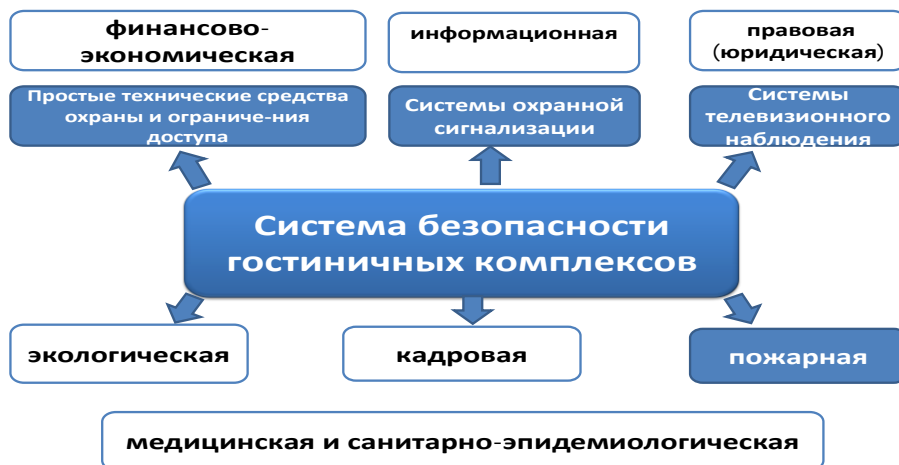 финансово-
экономическая
информационная
правовая
(юридическая)
Простые технические средства
охраны и ограниче-ния
доступа
Системы охранной
сигнализации
Системы
телевизионного
наблюдения
Система безопасности
гостиничных комплексов
экологическая
кадровая
пожарная
медицинская и санитарно-эпидемиологическая